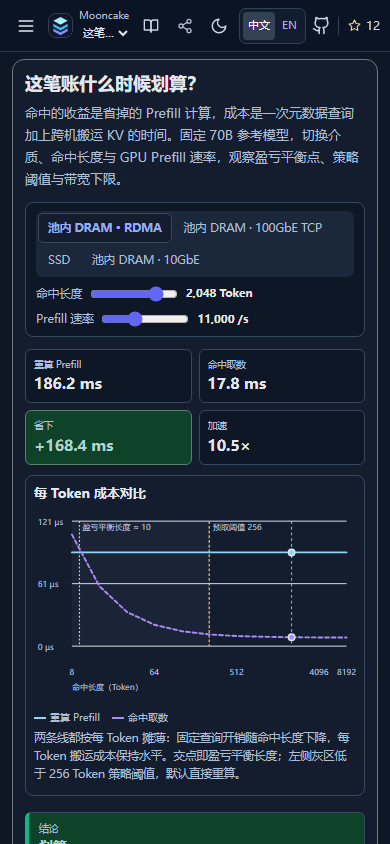 Mooncake
这笔...
中文
EN
12
这笔账什么时候划算？
命中的收益是省掉的 Prefill 计算，成本是一次元数据查询
加上跨机搬运 KV 的时间。固定 70B 参考模型，切换介
质、命中长度与 GPU Prefill 速率，观察盈亏平衡点、策略
阈值与带宽下限。
池内 DRAM · RDMA
池内 DRAM · 100GbE TCP
SSD
池内 DRAM · 10GbE
命中长度
2,048 Token
Prefill 速率
11,000 /s
重算 Prefill
186.2 ms
命中取数
17.8 ms
省下
+168.4 ms
加速
10.5×
每 Token 成本对比
121 µs
盈亏平衡长度 ≈ 10
预取阈值 256
61 µs
0 µs
8
64
512
4096
8192
命中长度（Token）
重算 Prefill
命中取数
两条线都按每 Token 摊薄：固定查询开销随命中长度下降，每
Token 搬运成本保持水平。交点即盈亏平衡长度；左侧灰区低
于 256 Token 策略阈值，默认直接重算。
结论